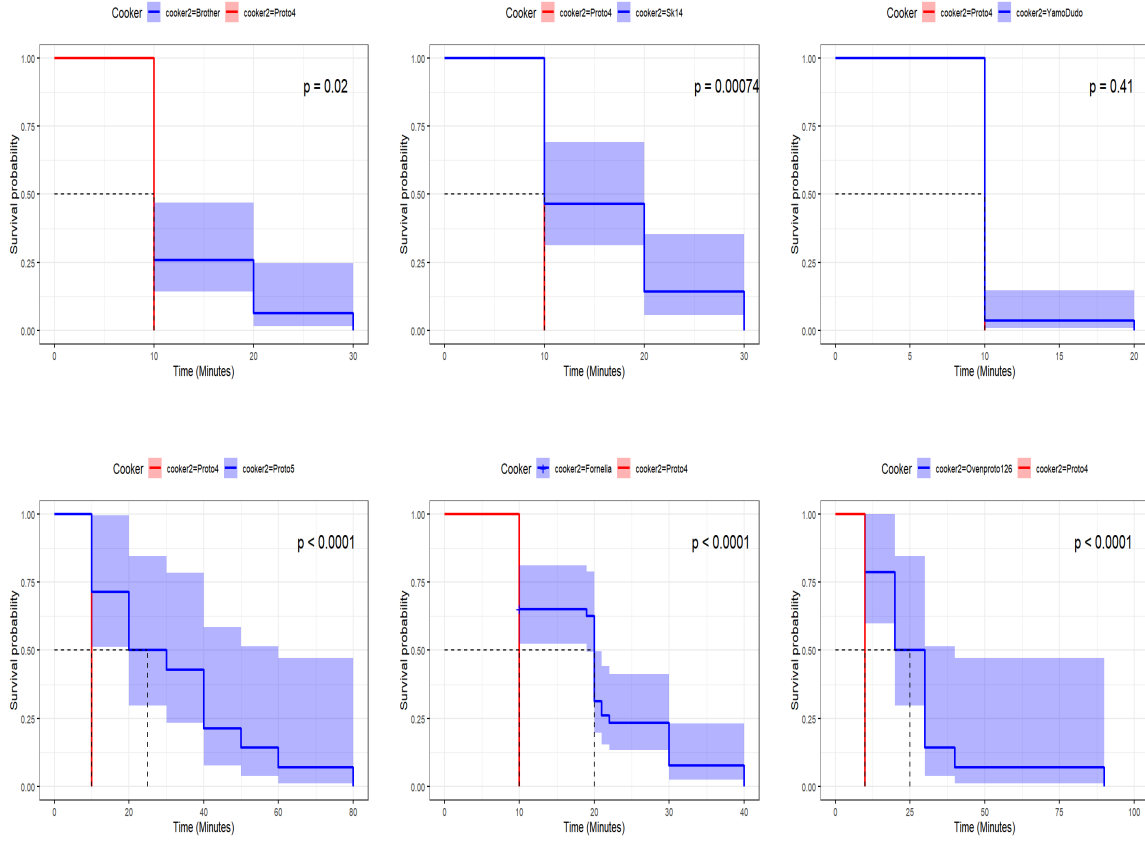 Cooker cooker2=Brother cooker2=Proto4
p = 0.02
1.00
0.75
0.50
0.25
0.00
Survival probability
0 10 20 30
Time (Minutes)
Cooker cooker2=Proto4 cooker2=Sk14
p = 0.00074
1.00
0.75
0.50
0.25
0.00
Survival probability
0 10 20 30
Time (Minutes)
Cooker cooker2=Proto4 cooker2=YamoDudo
p = 0.41
1.00
0.75
0.50
0.25
0.00
Survival probability
0 5 10 15 20
Time (Minutes)
Cooker cooker2=Proto4 cooker2=Proto5
p < 0.0001
1.00
0.75
0.50
0.25
0.00
Survival probability
0 20 40 60 80
Time (Minutes)
Cooker cooker2=Fornelia cooker2=Proto4
p < 0.0001
1.00
0.75
0.50
0.25
0.00
Survival probability
0 10 20 30 40
Time (Minutes)
Cooker cooker2=Ovenproto126 cooker2=Proto4
p < 0.0001
1.00
0.75
0.50
0.25
0.00
Survival probability
0 25 50 75 100
Time (Minutes)